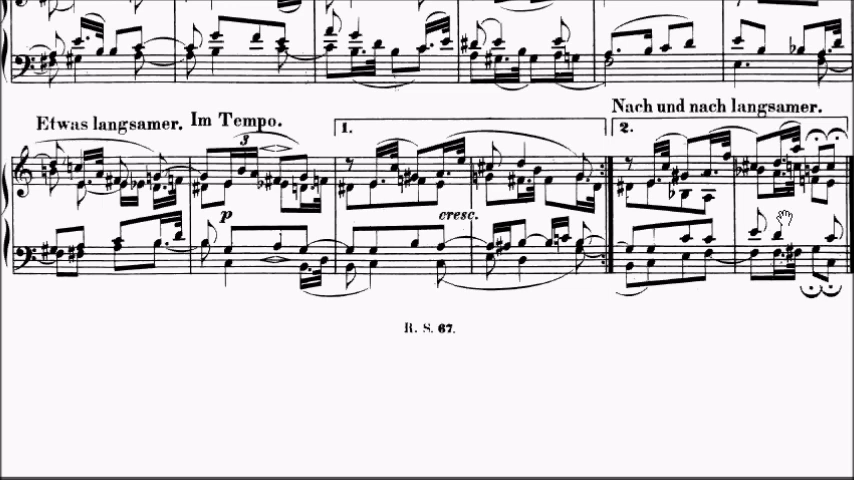 Nach und nach langsamer.
Etwas langsamer. Im Tempo.
1.
2.
3
p
cresc.
R. S. 67.